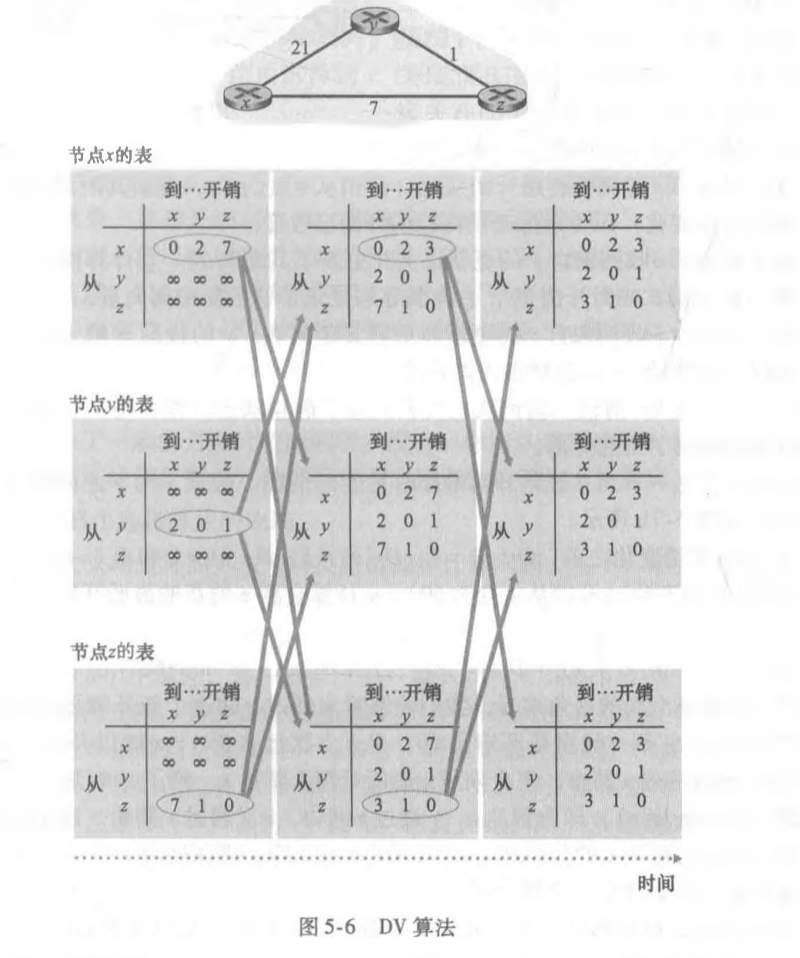 y
21
1
x
z
7
节点x的表
到…开销
x y z
x 0 2 7
从 y ∞ ∞ ∞
z ∞ ∞ ∞
到…开销
x y z
x 0 2 3
从 y 2 0 1
z 7 1 0
到…开销
x y z
x 0 2 3
从 y 2 0 1
z 3 1 0
节点y的表
到…开销
x y z
x ∞ ∞ ∞
从 y 2 0 1
z ∞ ∞ ∞
到…开销
x y z
x 0 2 7
从 y 2 0 1
z 7 1 0
到…开销
x y z
x 0 2 3
从 y 2 0 1
z 3 1 0
节点z的表
到…开销
x y z
x ∞ ∞ ∞
从 y ∞ ∞ ∞
z 7 1 0
到…开销
x y z
x 0 2 7
从 y 2 0 1
z 3 1 0
到…开销
x y z
x 0 2 3
从 y 2 0 1
z 3 1 0
时间
图 5-6 DV 算法